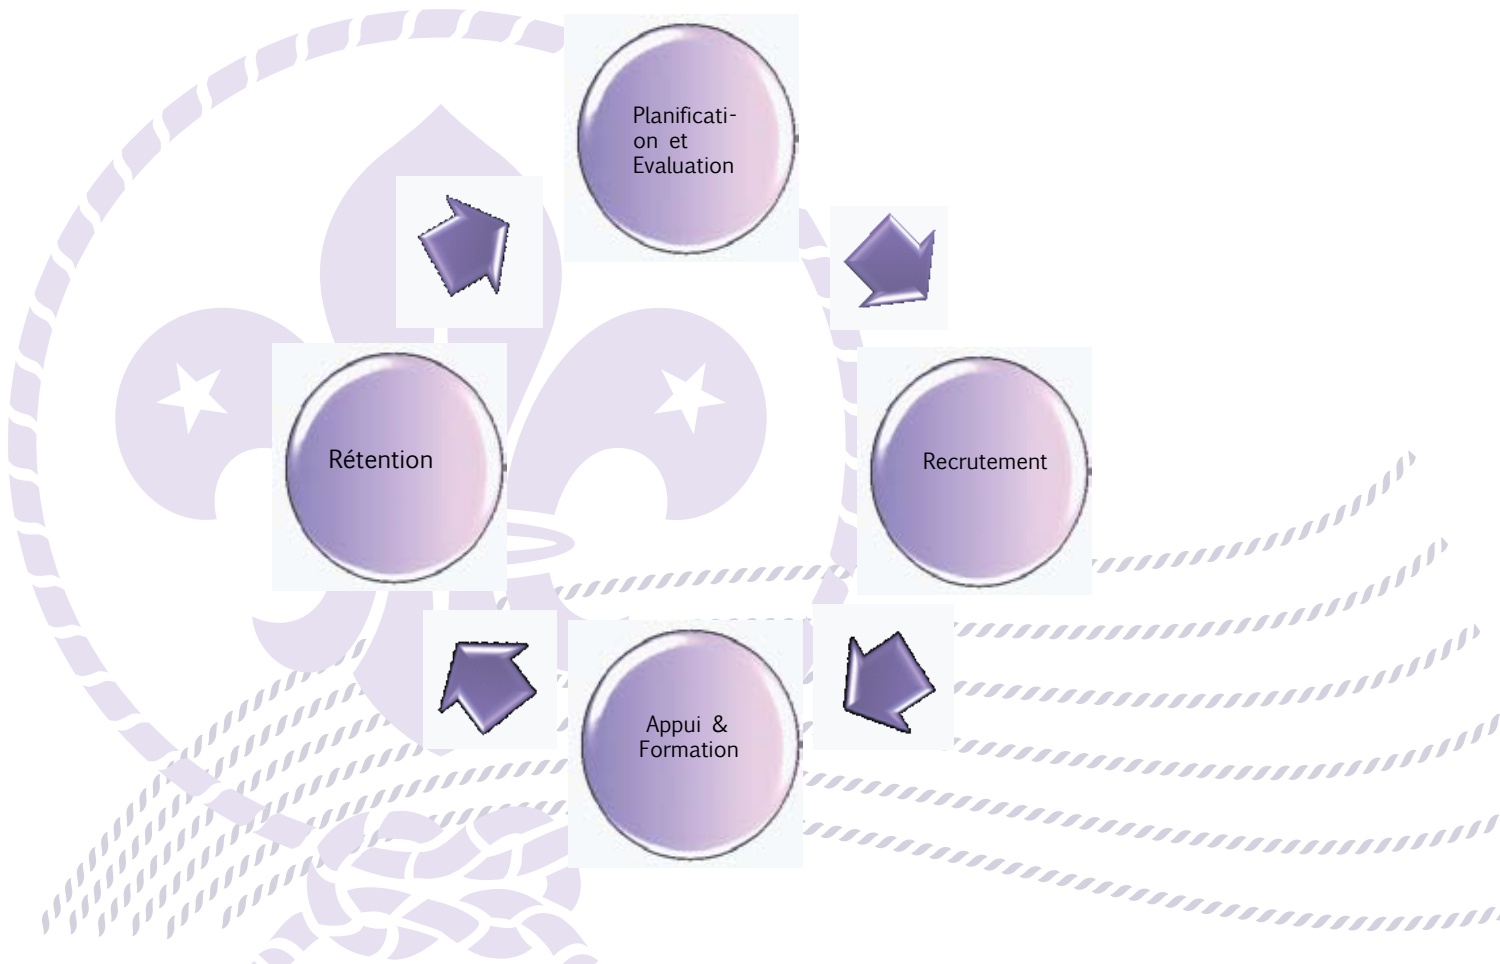 Planificati-
on et
Evaluation
Rétention
Recrutement
Appui &
Formation